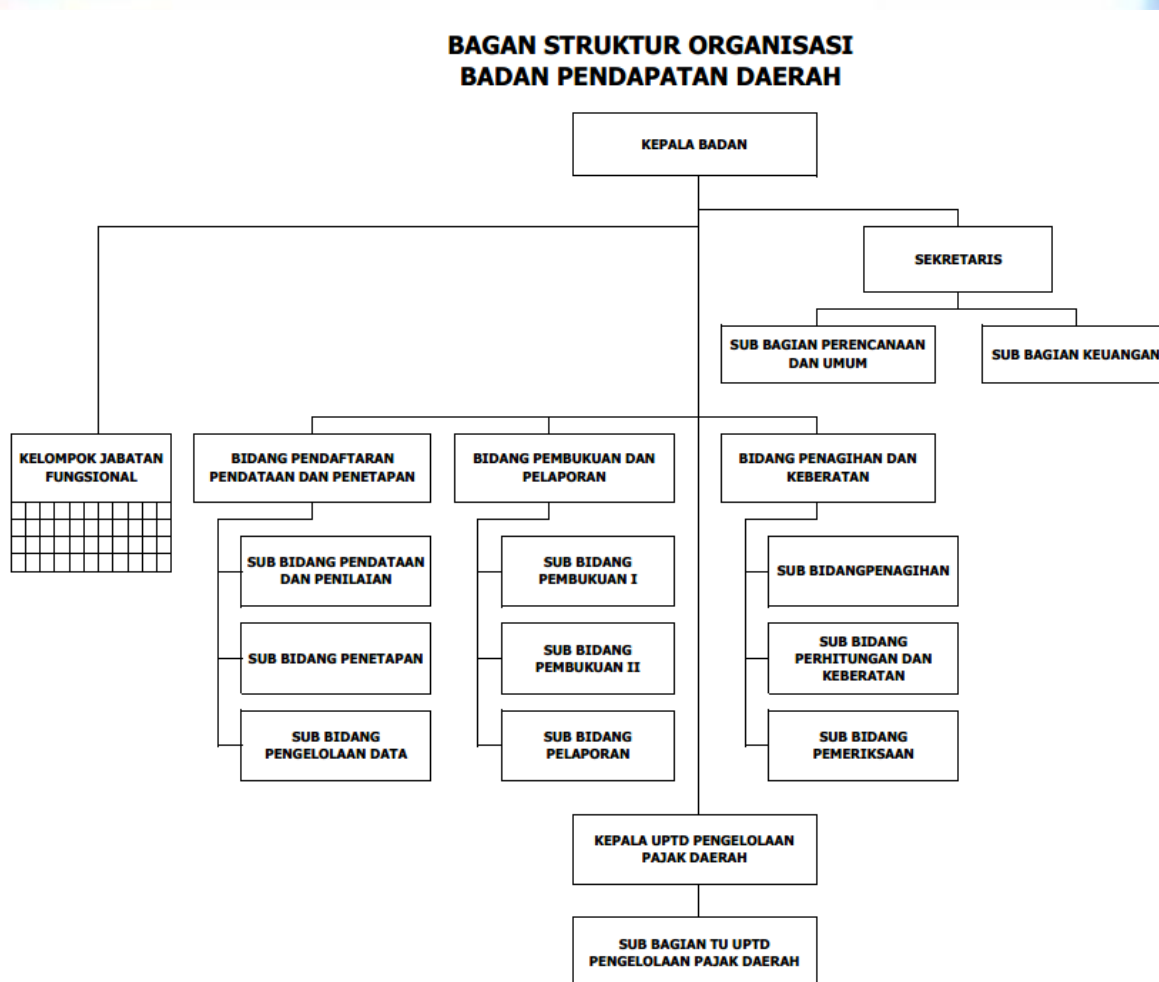 BAGAN STRUKTUR ORGANISASI
BADAN PENDAPATAN DAERAH
KEPALA BADAN
SEKRETARIS
SUB BAGIAN PERENCANAAN
DAN UMUM
SUB BAGIAN KEUANGAN
KELOMPOK JABATAN
FUNGSIONAL
BIDANG PENDAFTARAN
PENDATAAN DAN PENETAPAN
SUB BIDANG PENDATAAN
DAN PENILAIAN
SUB BIDANG PENETAPAN
SUB BIDANG
PENGELOLAAN DATA
BIDANG PEMBUKUAN DAN
PELAPORAN
SUB BIDANG
PEMBUKUAN I
SUB BIDANG
PEMBUKUAN II
SUB BIDANG
PELAPORAN
BIDANG PENAGIHAN DAN
KEBERATAN
SUB BIDANGPENAGIHAN
SUB BIDANG
PERHITUNGAN DAN
KEBERATAN
SUB BIDANG
PEMERIKSAAN
KEPALA UPTD PENGELOLAAN
PAJAK DAERAH
SUB BAGIAN TU UPTD
PENGELOLAAN PAJAK DAERAH